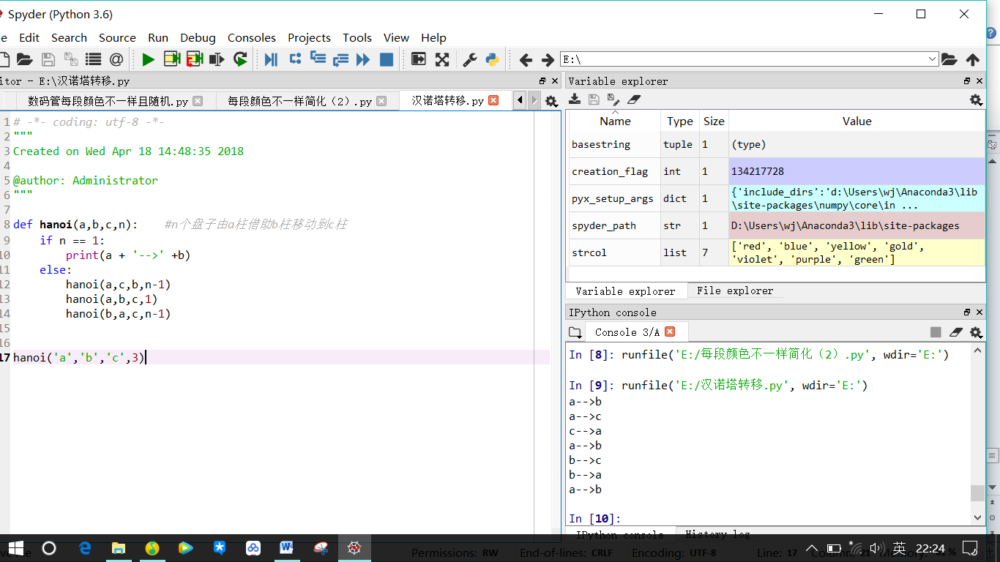 Spyder (Python 3.6)
e Edit Search Source Run Debug Consoles Projects Tools View Help
E:\
itor - E:\汉诺塔转移.py
数码管每段颜色不一样且随机.py
每段颜色不一样简化（2）.py
汉诺塔转移.py
1 # -*- coding: utf-8 -*-
2 """
3 Created on Wed Apr 18 14:48:35 2018
4
5 @author: Administrator
6 """
7
8 def hanoi(a,b,c,n): #n个盘子由a柱借助b柱移动到c柱
9 if n == 1:
10 print(a + '-->' +b)
11 else:
12 hanoi(a,c,b,n-1)
13 hanoi(a,b,c,1)
14 hanoi(b,a,c,n-1)
15
16
17 hanoi('a','b','c',3)
Variable explorer
Name Type Size Value
basestring tuple 1 (type)
creation_flag int 1 134217728
pyx_setup_args dict 1 {'include_dirs':'d:\Users\wj\Anaconda3\lib
\site-packages\numpy\core\in ...
spyder_path str 1 D:\Users\wj\Anaconda3\lib\site-packages
strcol list 7 ['red', 'blue', 'yellow', 'gold',
'violet', 'purple', 'green']
Variable explorer File explorer
IPython console
Console 3/A
In [8]: runfile('E:/每段颜色不一样简化（2）.py', wdir='E:')
In [9]: runfile('E:/汉诺塔转移.py', wdir='E:')
a-->b
a-->c
c-->a
a-->b
b-->c
b-->a
a-->b
In [10]:
IPython console History log
Permissions: RW End-of-lines: CRLF Encoding: UTF-8 Line: 17 Column: 21 Memory: %
英 22:24